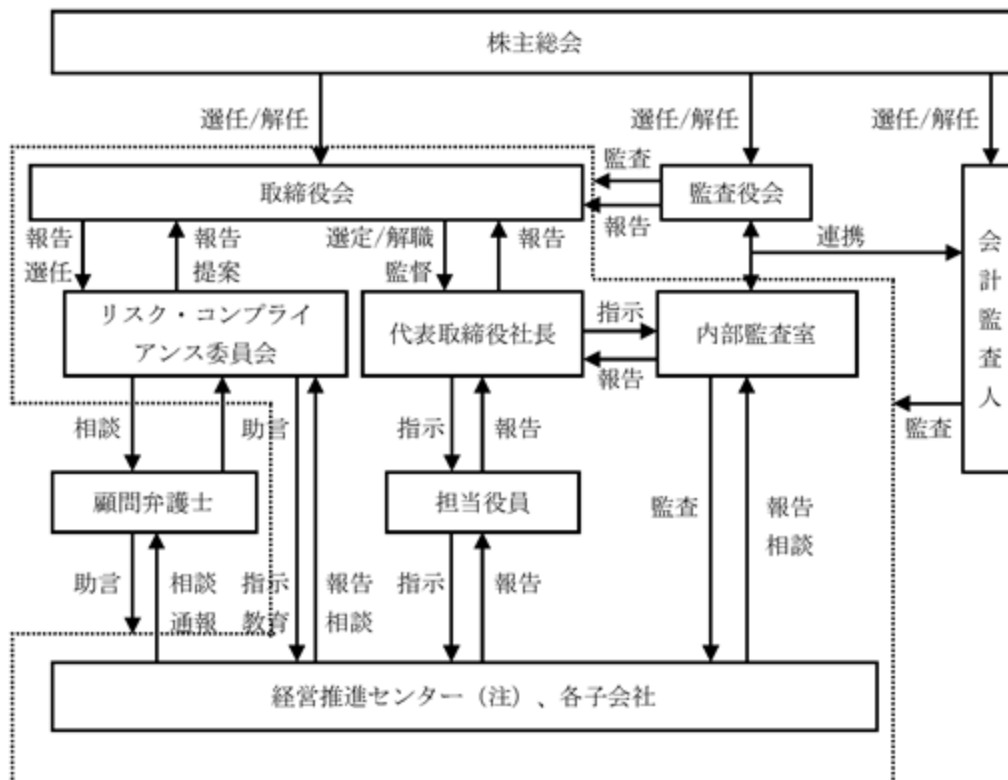 株主総会
選任/解任
選任/解任
選任/解任
監査
取締役会
監査役会
報告
報告
選任
報告
提案
選定/解職
監督
報告
連携
会計監査人
リスク・コンプライ
アンス委員会
代表取締役社長
指示
報告
内部監査室
監査
相談
助言
指示
報告
顧問弁護士
担当役員
監査
報告
相談
助言
相談
通報
指示
教育
報告
相談
指示
報告
経営推進センター（注）、各子会社